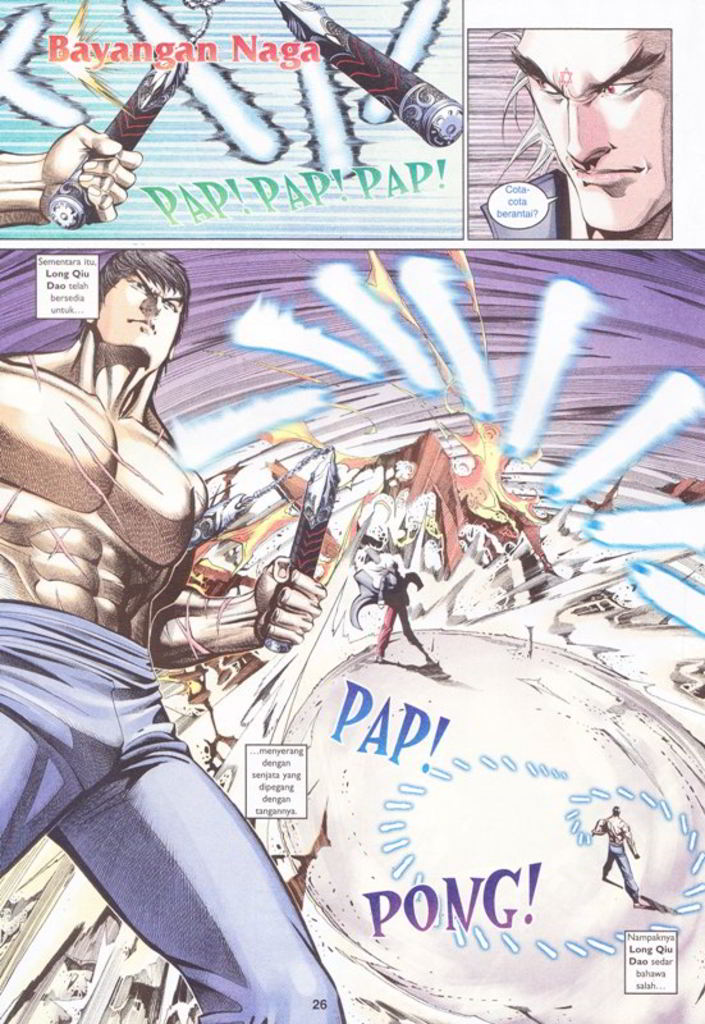 Bayangan Naga
PAP! PAP! PAP!
Cota-
cota
berantai?
Sementara itu,
Long Qiu
Dao telah
bersedia
untuk...
PAP!
...menyerang
dengan
senjata yang
dipegang dengan
tangannya.
PONG!
Nampaknya
Long Qiu
Dao sedar
bahawa
salah...
26